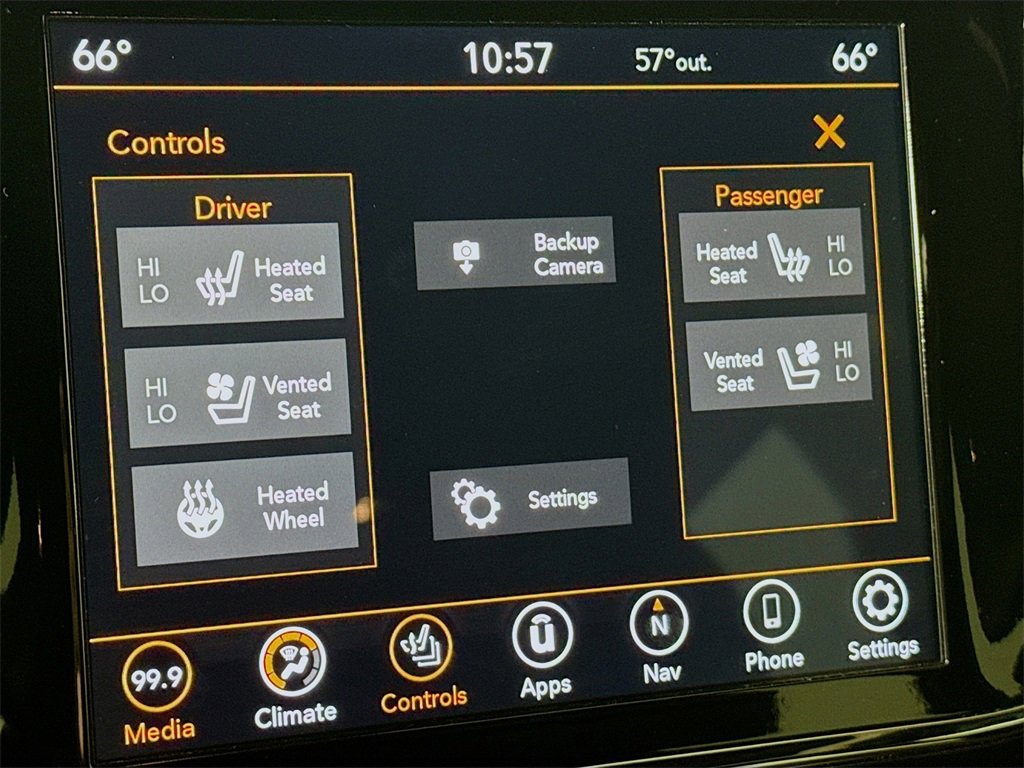 66° 10:57 57°out. 66°
Controls
Driver
HI
LO
Heated
Seat
HI
LO
Vented
Seat
Heated
Wheel
Backup
Camera
Settings
Passenger
Heated
Seat
HI
LO
Vented
Seat
HI
LO
99.9
Media
Climate
Controls
Apps
N
Nav
Phone
Settings